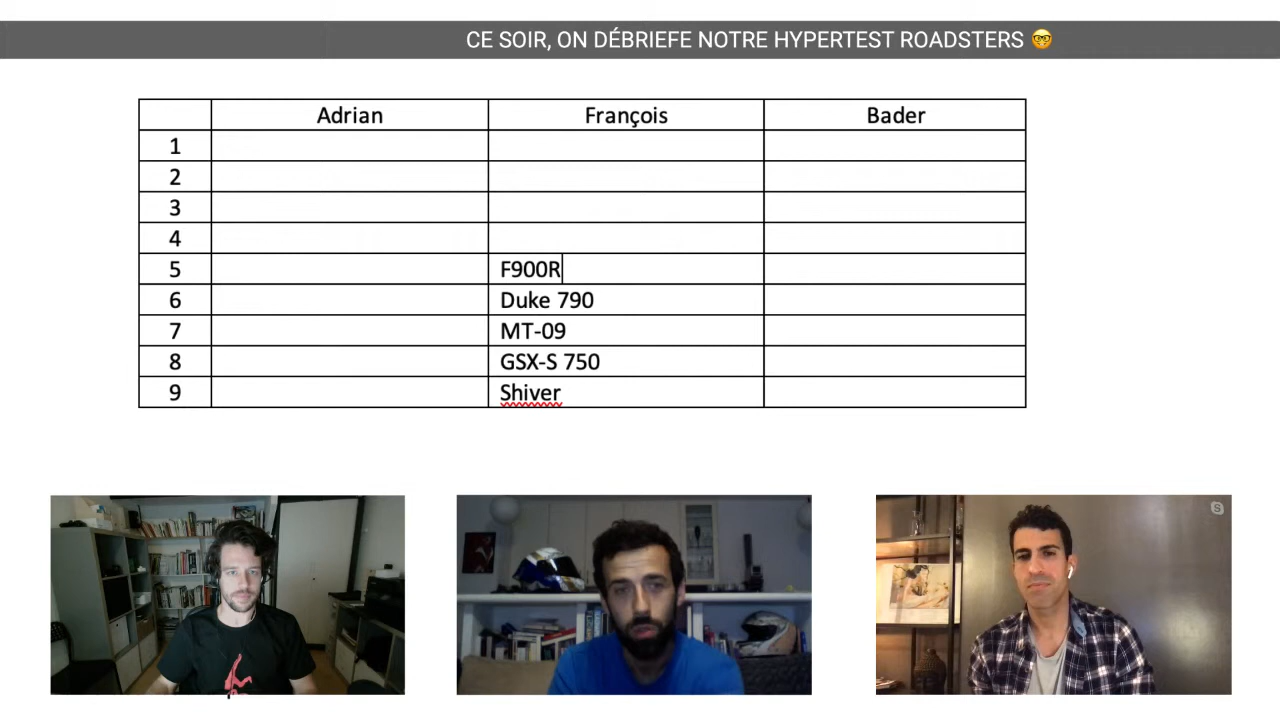 CE SOIR, ON DÉBRIEFE NOTRE HYPERTEST ROADSTERS 🤓
Adrian François Bader
1
2
3
4
5 F900R
6 Duke 790
7 MT-09
8 GSX-S 750
9 Shiver